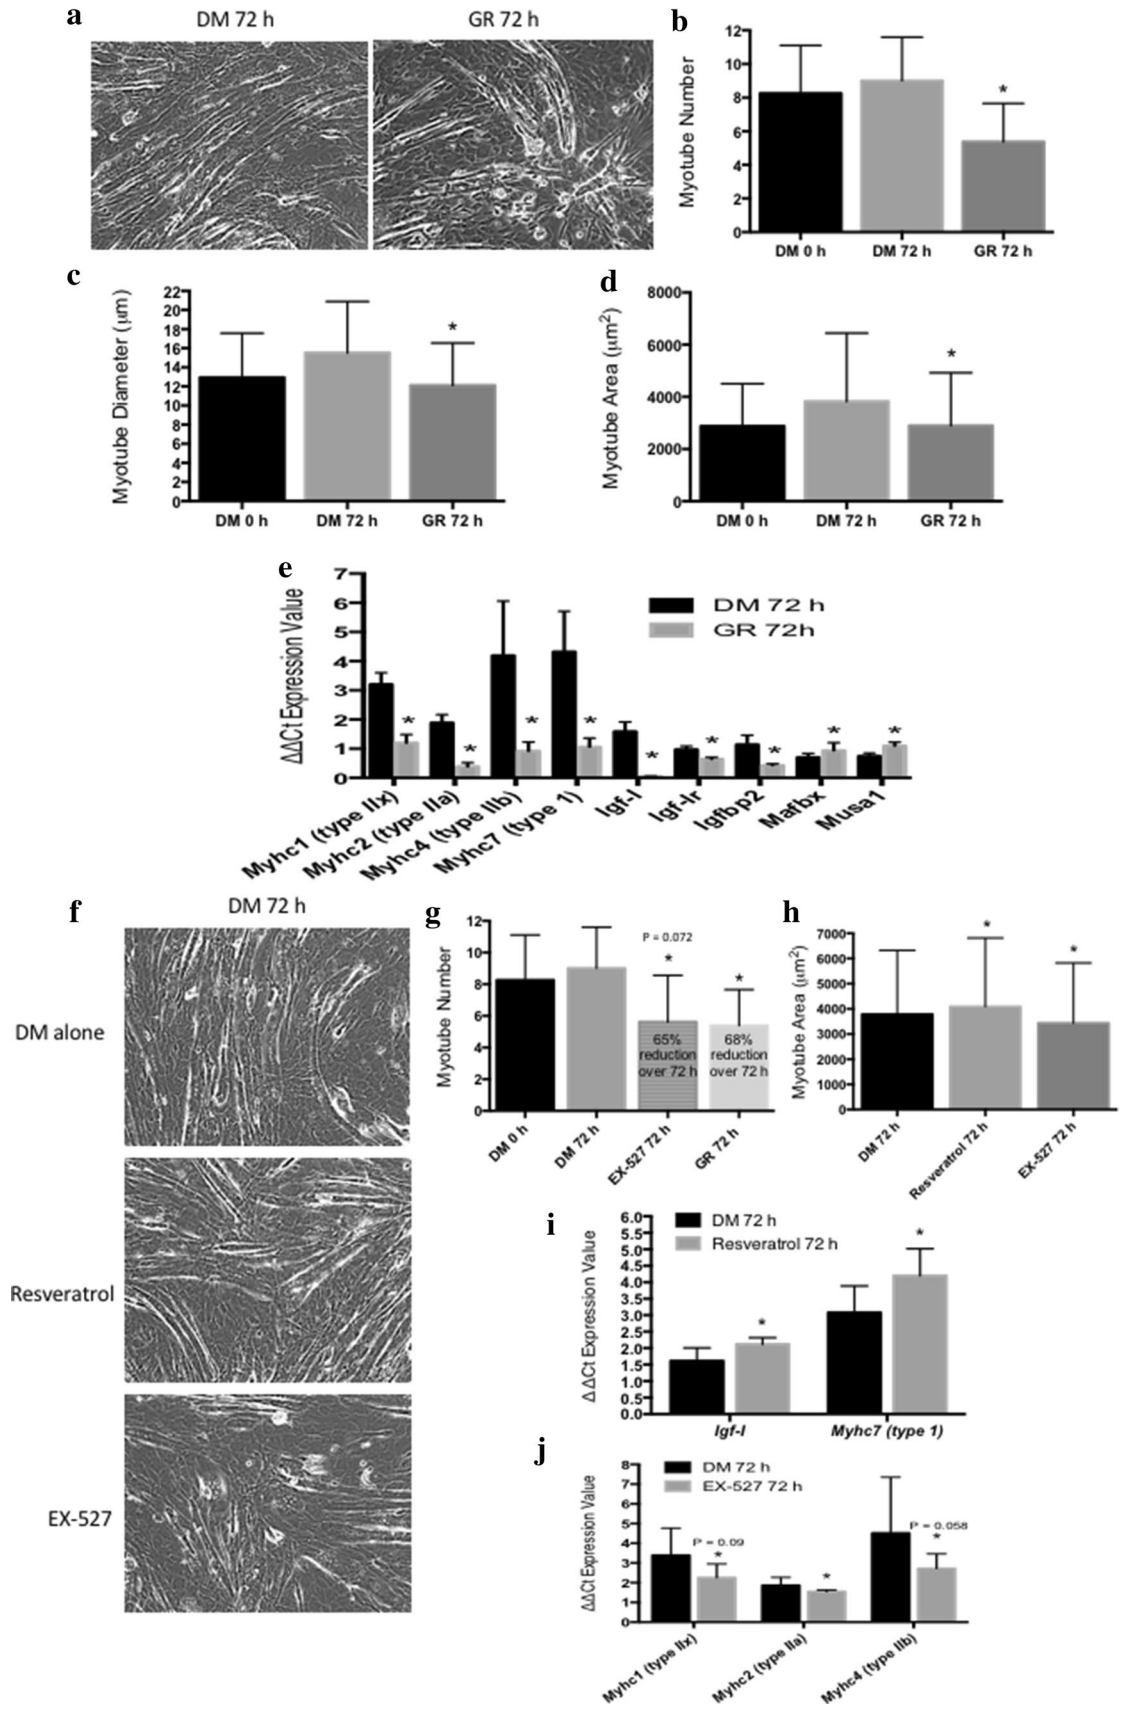 a
DM 72 h
GR 72 h
b
Myotube Number
12
10
8
6
4
2
0
*
DM 0 h
DM 72 h
GR 72 h
c
Myotube Diameter (μm)
22
20
18
16
14
12
10
8
6
4
2
0
*
DM 0 h
DM 72 h
GR 72 h
d
Myotube Area (μm²)
8000
6000
4000
2000
0
*
DM 0 h
DM 72 h
GR 72 h
e
ΔΔCt Expression Value
7
6
5
4
3
2
1
0
DM 72 h
GR 72h
* * * * * * * * *
Myhc1 (type IIx)
Myhc2 (type IIa)
Myhc4 (type IIb)
Myhc7 (type 1)
Igf-I
Igf-Ir
Igfbp2
Mafbx
Musa1
f
DM 72 h
DM alone
Resveratrol
EX-527
g
Myotube Number
12
10
8
6
4
2
0
P = 0.072
*
*
65%
reduction
over 72 h
68%
reduction
over 72 h
DM 0 h
DM 72 h
EX-527 72 h
GR 72 h
h
Myotube Area (μm²)
7000
6000
5000
4000
3000
2000
1000
0
*
*
DM 72 h
Resveratrol 72 h
EX-527 72 h
i
ΔΔCt Expression Value
6.0
5.5
5.0
4.5
4.0
3.5
3.0
2.5
2.0
1.5
1.0
0.5
0.0
DM 72 h
Resveratrol 72 h
*
*
Igf-I
Myhc7 (type 1)
j
ΔΔCt Expression Value
8
7
6
5
4
3
2
1
0
DM 72 h
EX-527 72 h
P = 0.09
*
*
P = 0.058
*
Myhc1 (type IIx)
Myhc2 (type IIa)
Myhc4 (type IIb)